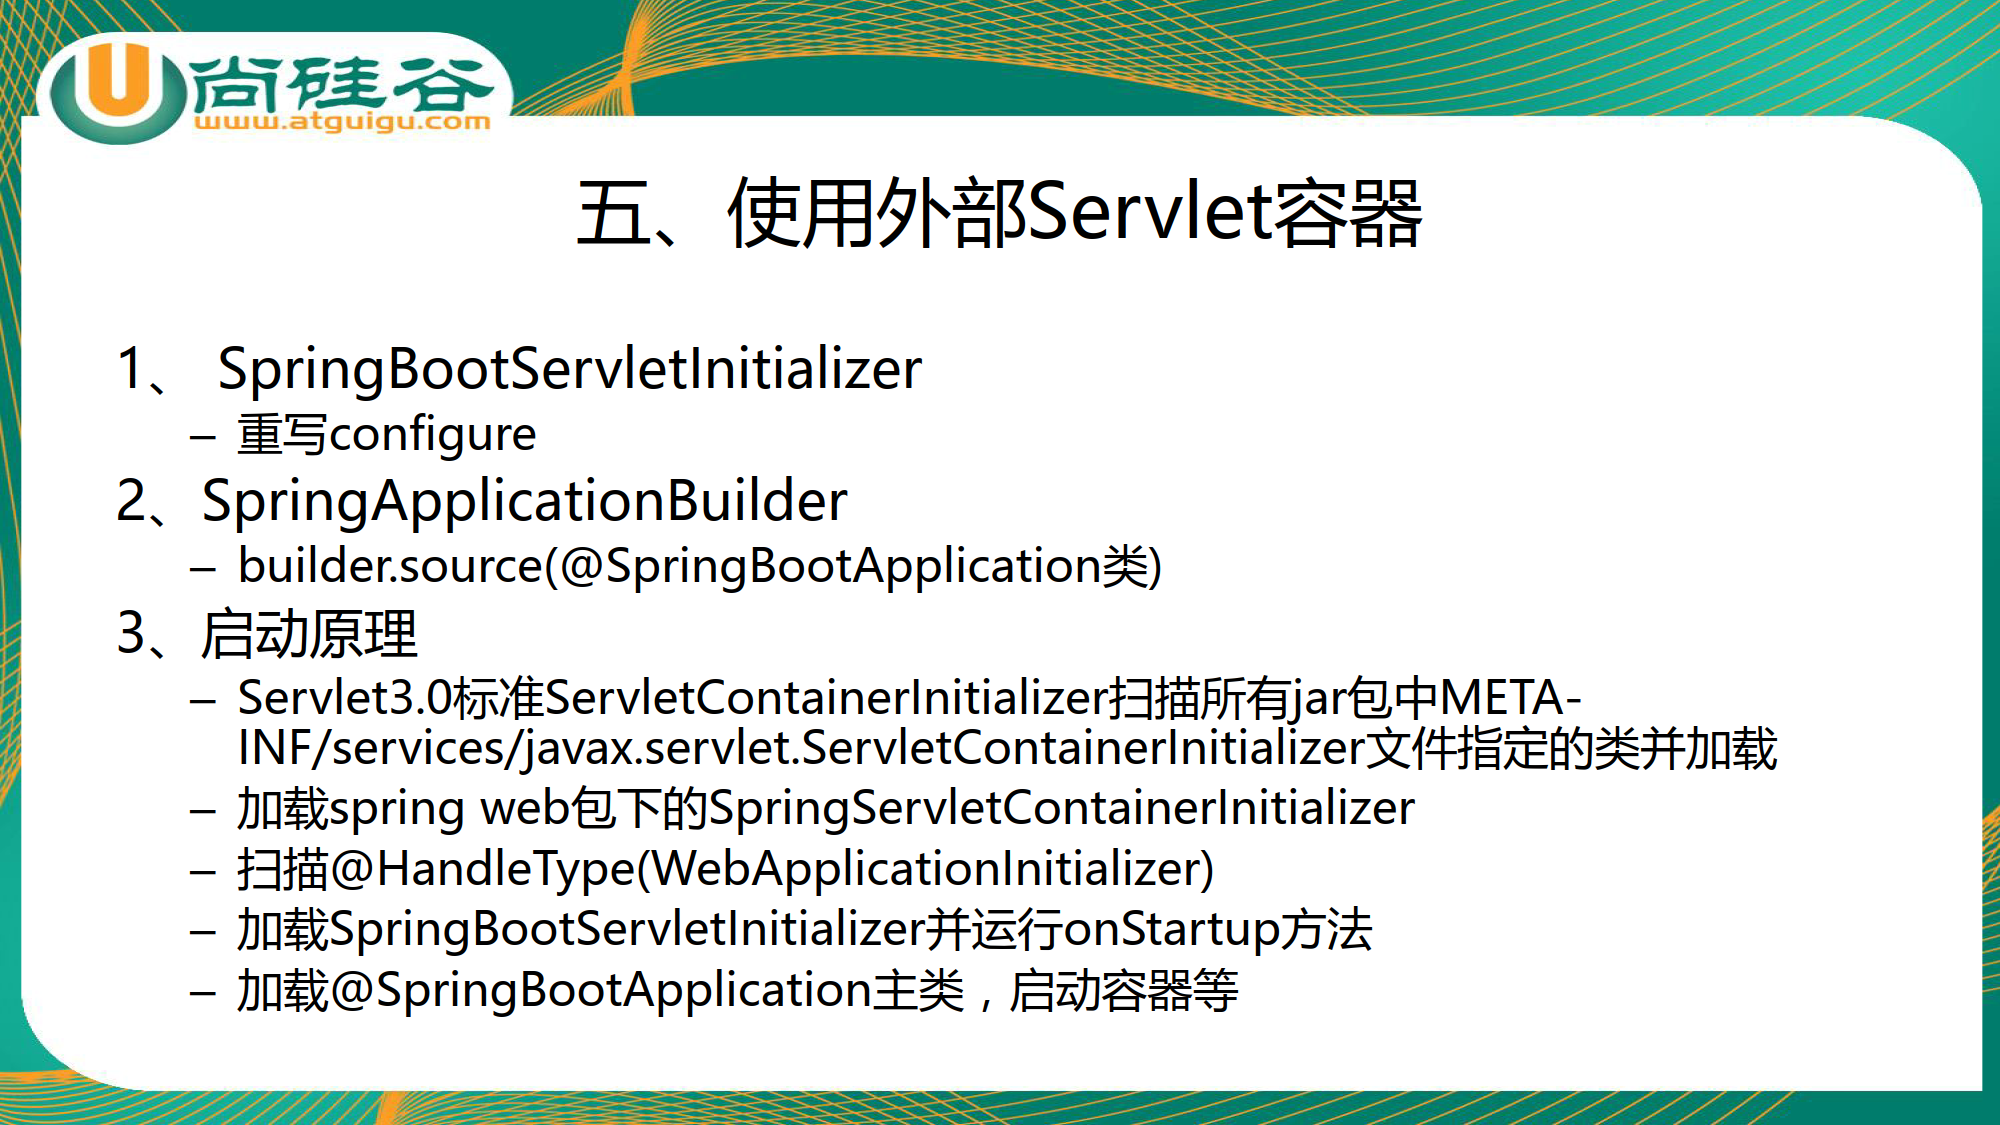 尚硅谷
www.atguigu.com
五、使用外部Servlet容器
1、 SpringBootServletInitializer
– 重写configure
2、SpringApplicationBuilder
– builder.source(@SpringBootApplication类)
3、启动原理
– Servlet3.0标准ServletContainerInitializer扫描所有jar包中META-
INF/services/javax.servlet.ServletContainerInitializer文件指定的类并加载
– 加载spring web包下的SpringServletContainerInitializer
– 扫描@HandleType(WebApplicationInitializer)
– 加载SpringBootServletInitializer并运行onStartup方法
– 加载@SpringBootApplication主类，启动容器等